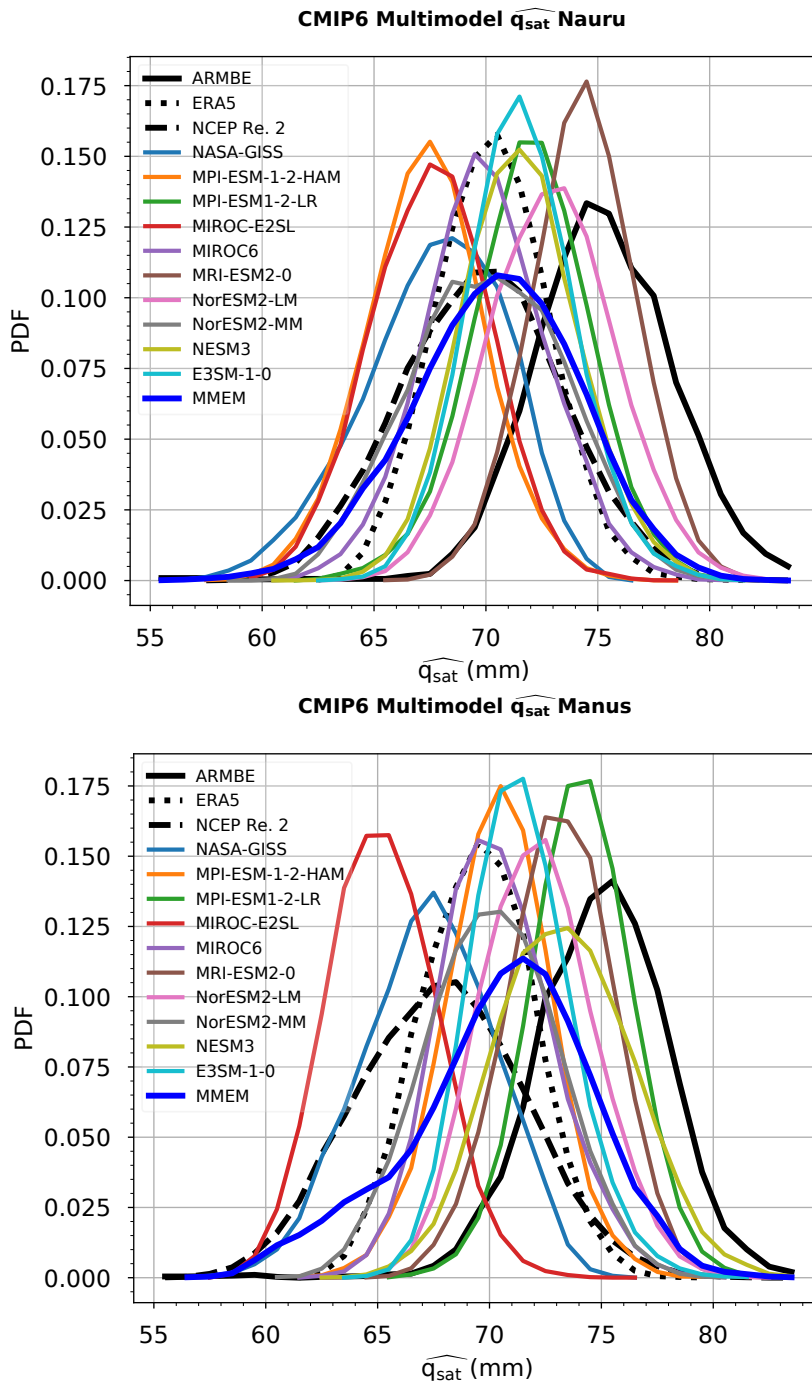 CMIP6 Multimodel q̂sat Nauru
0.175
0.150
0.125
0.100
0.075
0.050
0.025
0.000
PDF
ARMBE
ERA5
NCEP Re. 2
NASA-GISS
MPI-ESM-1-2-HAM
MPI-ESM1-2-LR
MIROC-E2SL
MIROC6
MRI-ESM2-0
NorESM2-LM
NorESM2-MM
NESM3
E3SM-1-0
MMEM
55 60 65 70 75 80
q̂sat (mm)
CMIP6 Multimodel q̂sat Manus
0.175
0.150
0.125
0.100
0.075
0.050
0.025
0.000
PDF
ARMBE
ERA5
NCEP Re. 2
NASA-GISS
MPI-ESM-1-2-HAM
MPI-ESM1-2-LR
MIROC-E2SL
MIROC6
MRI-ESM2-0
NorESM2-LM
NorESM2-MM
NESM3
E3SM-1-0
MMEM
55 60 65 70 75 80
q̂sat (mm)